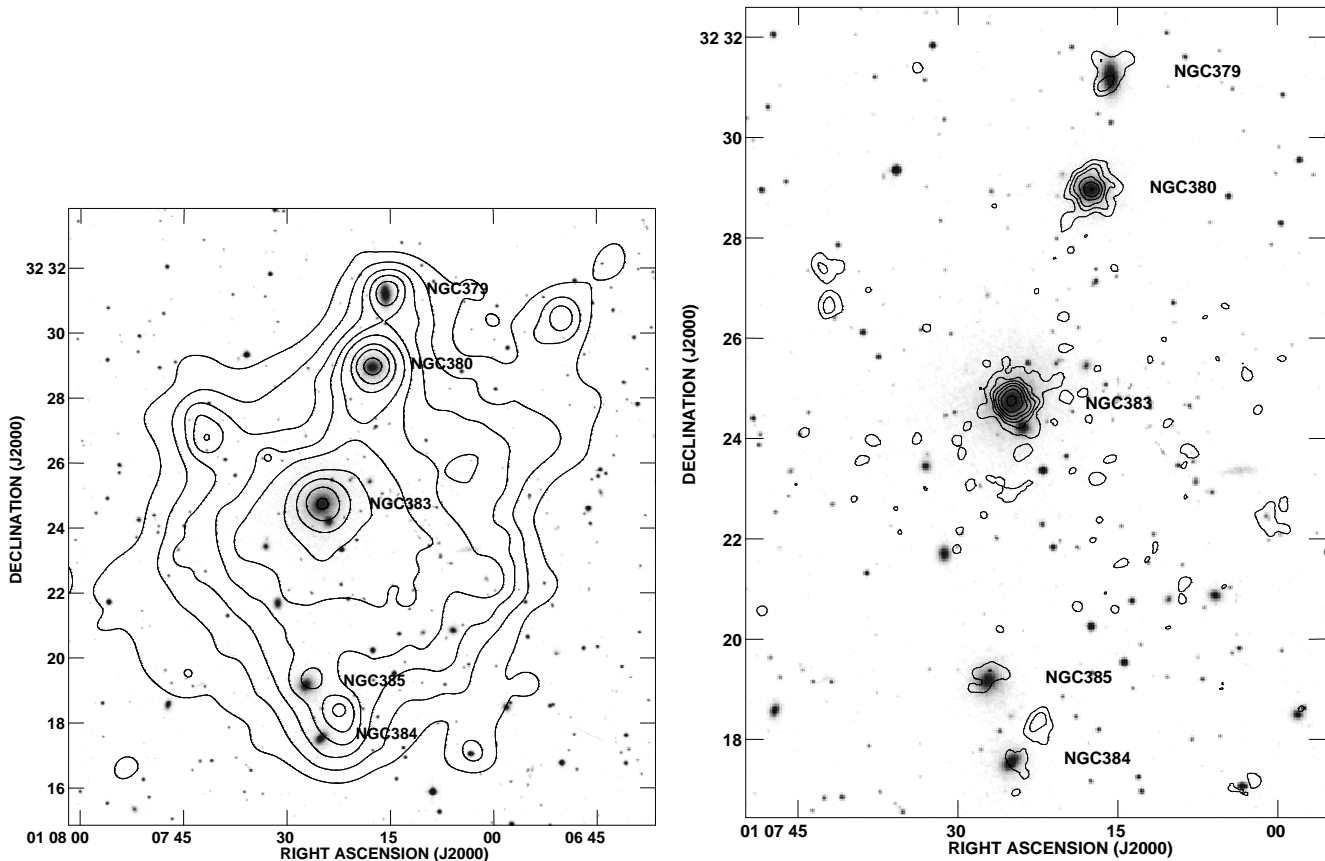 32 32
30
28
26
24
22
20
18
16
DECLINATION (J2000)
NGC379
NGC380
NGC383
NGC385
NGC384
01 08 00
07 45
30
15
00
06 45
RIGHT ASCENSION (J2000)
32 32
30
28
26
24
22
20
18
DECLINATION (J2000)
NGC379
NGC380
NGC383
NGC385
NGC384
01 07 45
30
15
00
RIGHT ASCENSION (J2000)